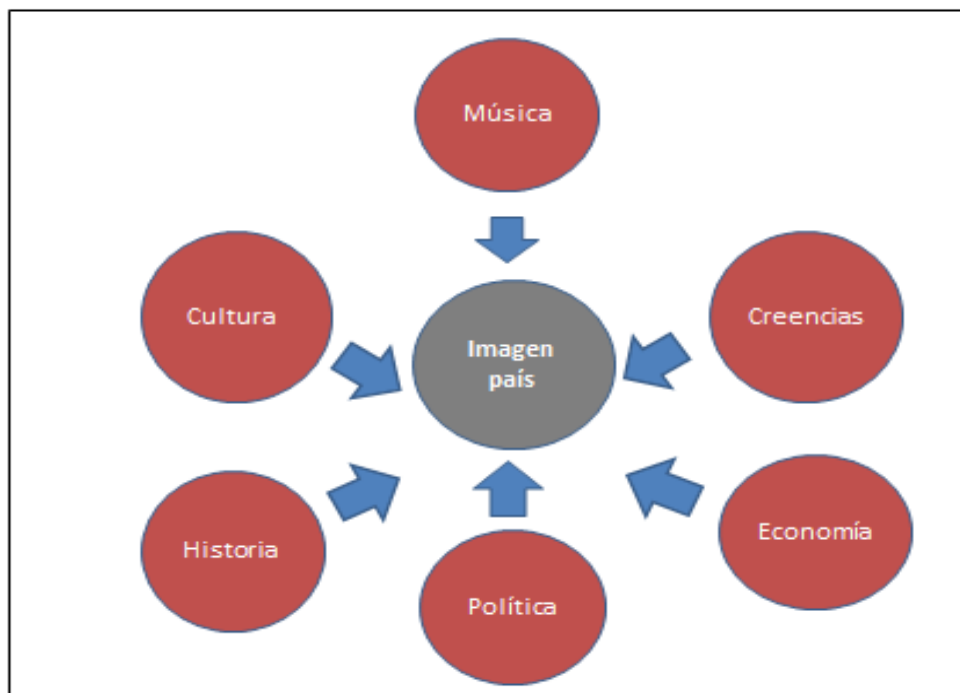 Música
Cultura
Creencias
Imagen
país
Historia
Economía
Política